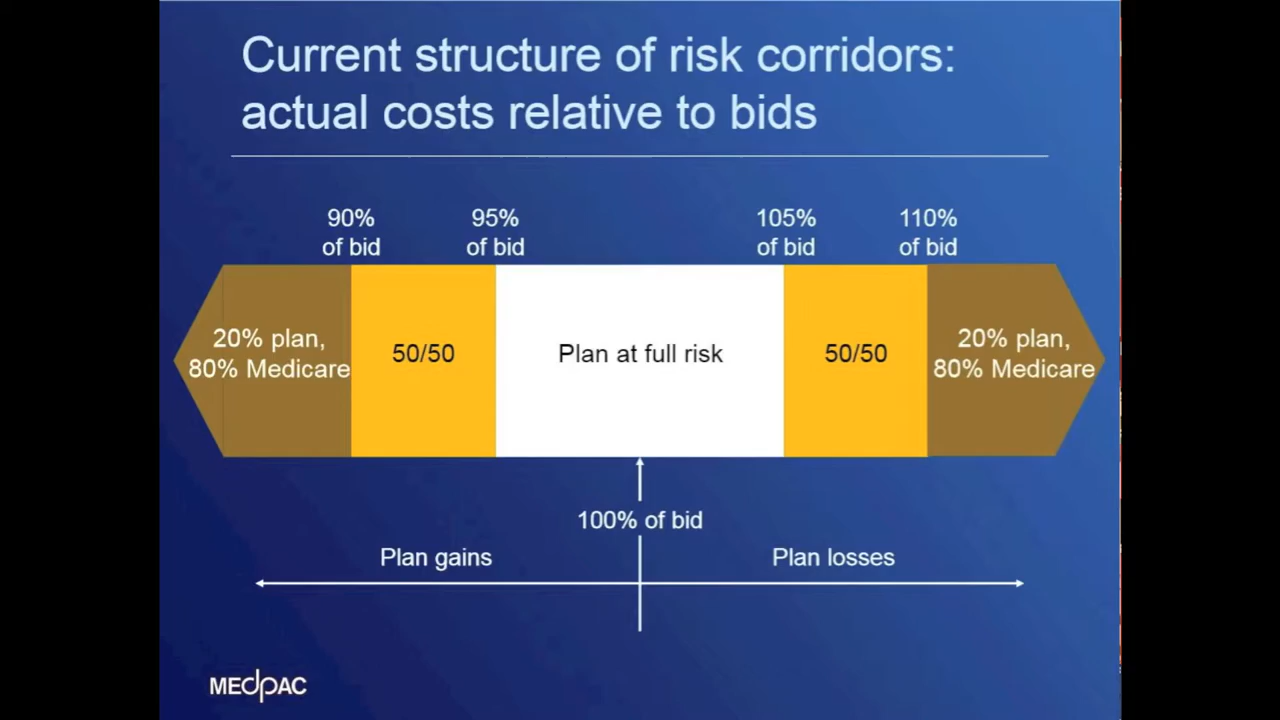 Current structure of risk corridors:
actual costs relative to bids
90%
of bid
95%
of bid
105%
of bid
110%
of bid
20% plan,
80% Medicare
50/50
Plan at full risk
50/50
20% plan,
80% Medicare
100% of bid
Plan gains
Plan losses
MEDPAC